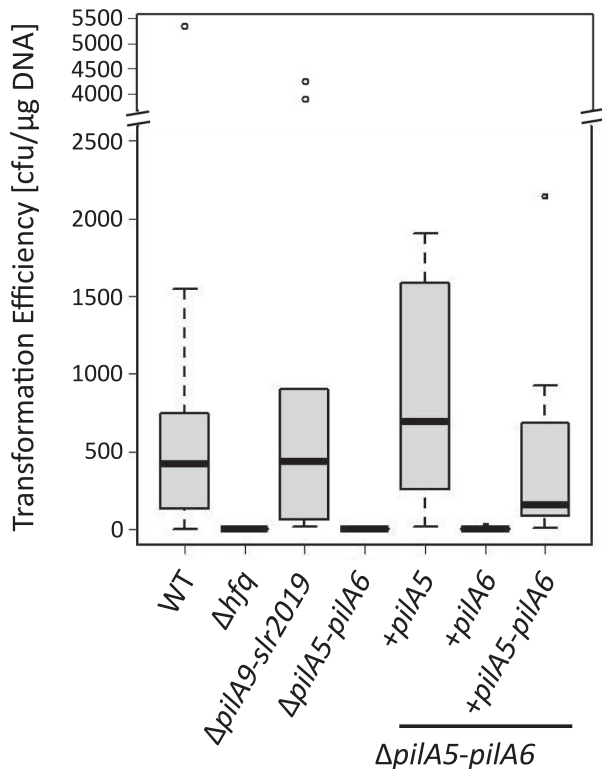 Transformation Efficiency [cfu/µg DNA]
5500
5000
4500
4000
2500
2000
1500
1000
500
0
WT
Δhfq
ΔpilA9-slr2019
ΔpilA5-pilA6
+pilA5
+pilA6
+pilA5-pilA6
ΔpilA5-pilA6